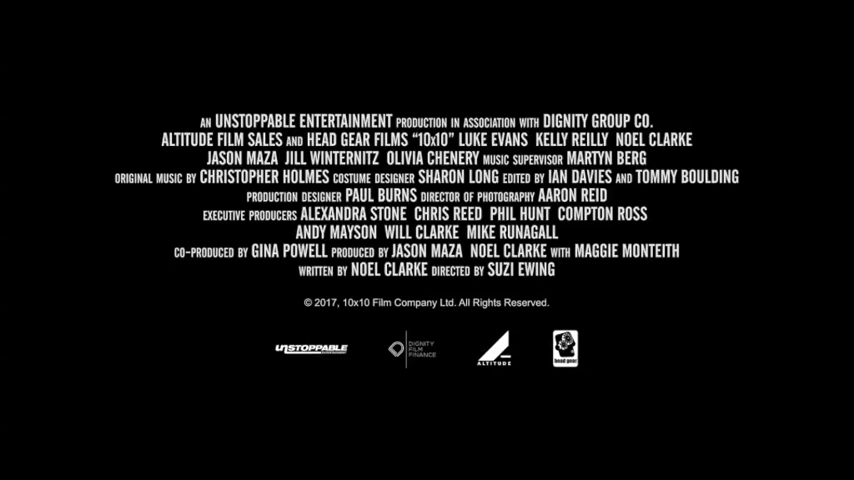 AN UNSTOPPABLE ENTERTAINMENT PRODUCTION IN ASSOCIATION WITH DIGNITY GROUP CO.
ALTITUDE FILM SALES AND HEAD GEAR FILMS "10x10" LUKE EVANS KELLY REILLY NOEL CLARKE
JASON MAZA JILL WINTERNITZ OLIVIA CHENERY MUSIC SUPERVISOR MARTYN BERG
ORIGINAL MUSIC BY CHRISTOPHER HOLMES COSTUME DESIGNER SHARON LONG EDITED BY IAN DAVIES AND TOMMY BOULDING
PRODUCTION DESIGNER PAUL BURNS DIRECTOR OF PHOTOGRAPHY AARON REID
EXECUTIVE PRODUCERS ALEXANDRA STONE CHRIS REED PHIL HUNT COMPTON ROSS
ANDY MAYSON WILL CLARKE MIKE RUNAGALL
CO-PRODUCED BY GINA POWELL PRODUCED BY JASON MAZA NOEL CLARKE WITH MAGGIE MONTEITH
WRITTEN BY NOEL CLARKE DIRECTED BY SUZI EWING
© 2017, 10x10 Film Company Ltd. All Rights Reserved.
UNSTOPPABLE
ENTERTAINMENT
DIGNITY
FILM
FINANCE
ALTITUDE
head gear